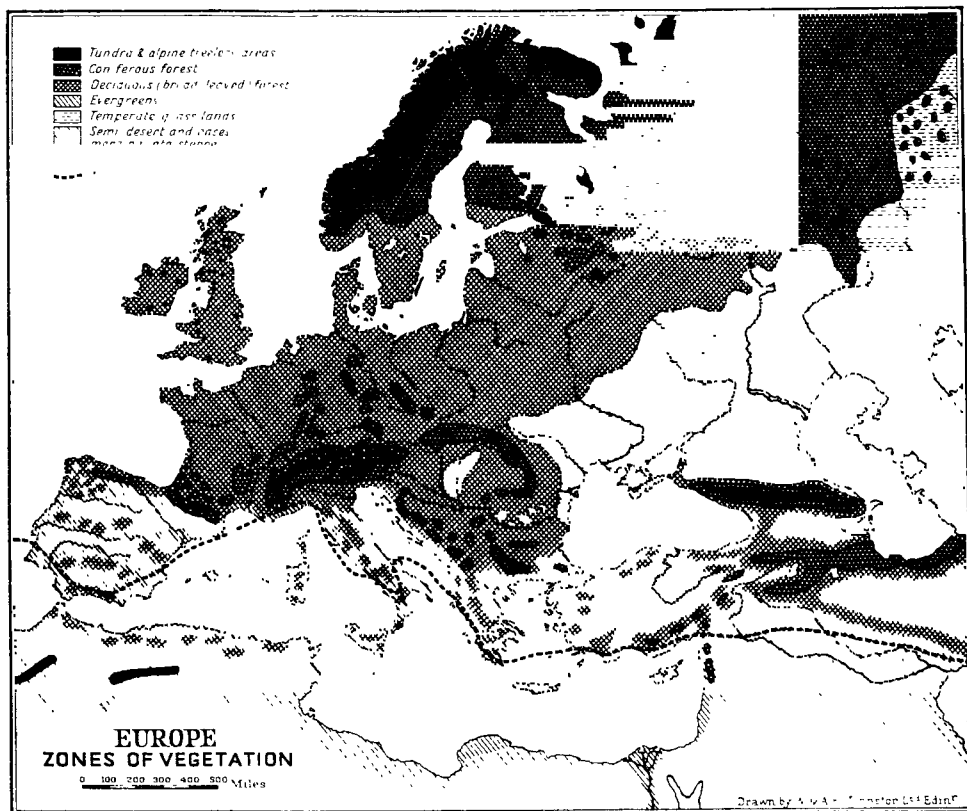 Tundra & alpine treeless areas
Coniferous forest
Deciduous (broad leaved) forest
Evergreens
Temperate grass lands
Semi desert and
EUROPE
ZONES OF VEGETATION
0 100 200 300 400 500 Miles
Drawn by